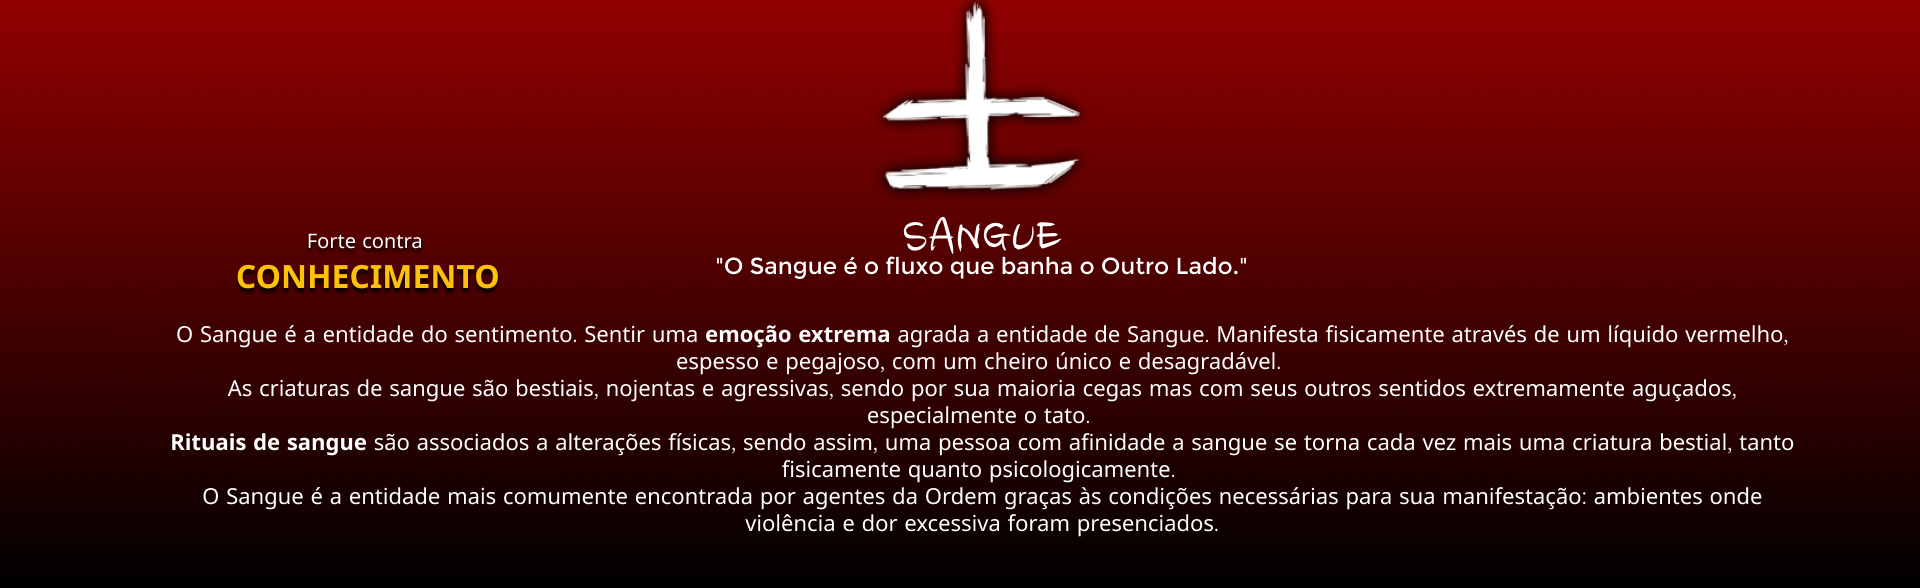 SANGUE
"O Sangue é o fluxo que banha o Outro Lado."
Forte contra
CONHECIMENTO
O Sangue é a entidade do sentimento. Sentir uma emoção extrema agrada a entidade de Sangue. Manifesta fisicamente através de um líquido vermelho,
espesso e pegajoso, com um cheiro único e desagradável.
As criaturas de sangue são bestiais, nojentas e agressivas, sendo por sua maioria cegas mas com seus outros sentidos extremamente aguçados,
especialmente o tato.
Rituais de sangue são associados a alterações físicas, sendo assim, uma pessoa com afinidade a sangue se torna cada vez mais uma criatura bestial, tanto
fisicamente quanto psicologicamente.
O Sangue é a entidade mais comumente encontrada por agentes da Ordem graças às condições necessárias para sua manifestação: ambientes onde
violência e dor excessiva foram presenciados.